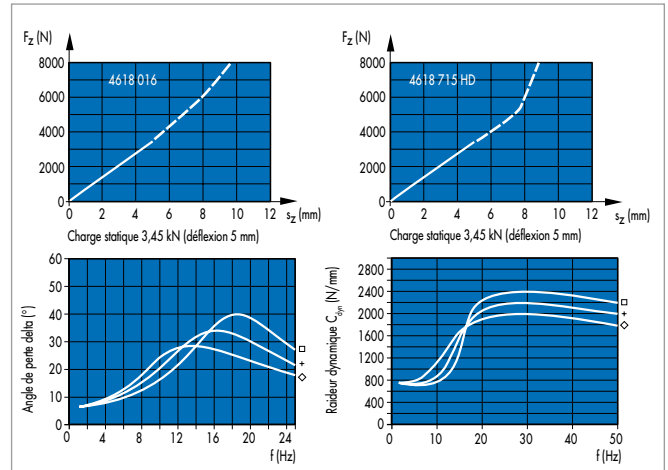 F_z (N)
8000
6000
4000
2000
0
4618 016
0 2 4 6 8 10 12
s_z (mm)
Charge statique 3,45 kN (déflexion 5 mm)
F_z (N)
8000
6000
4000
2000
0
4618 715 HD
0 2 4 6 8 10 12
s_z (mm)
Charge statique 3,45 kN (déflexion 5 mm)
Angle de perte delta (°)
60
50
40
30
20
10
0
0 4 8 12 16 20 24
f (Hz)
□
+
◇
Raideur dynamique C_dyn (N/mm)
2800
2400
2000
1600
1200
800
400
0
0 10 20 30 40 50
f (Hz)
□
+
◇